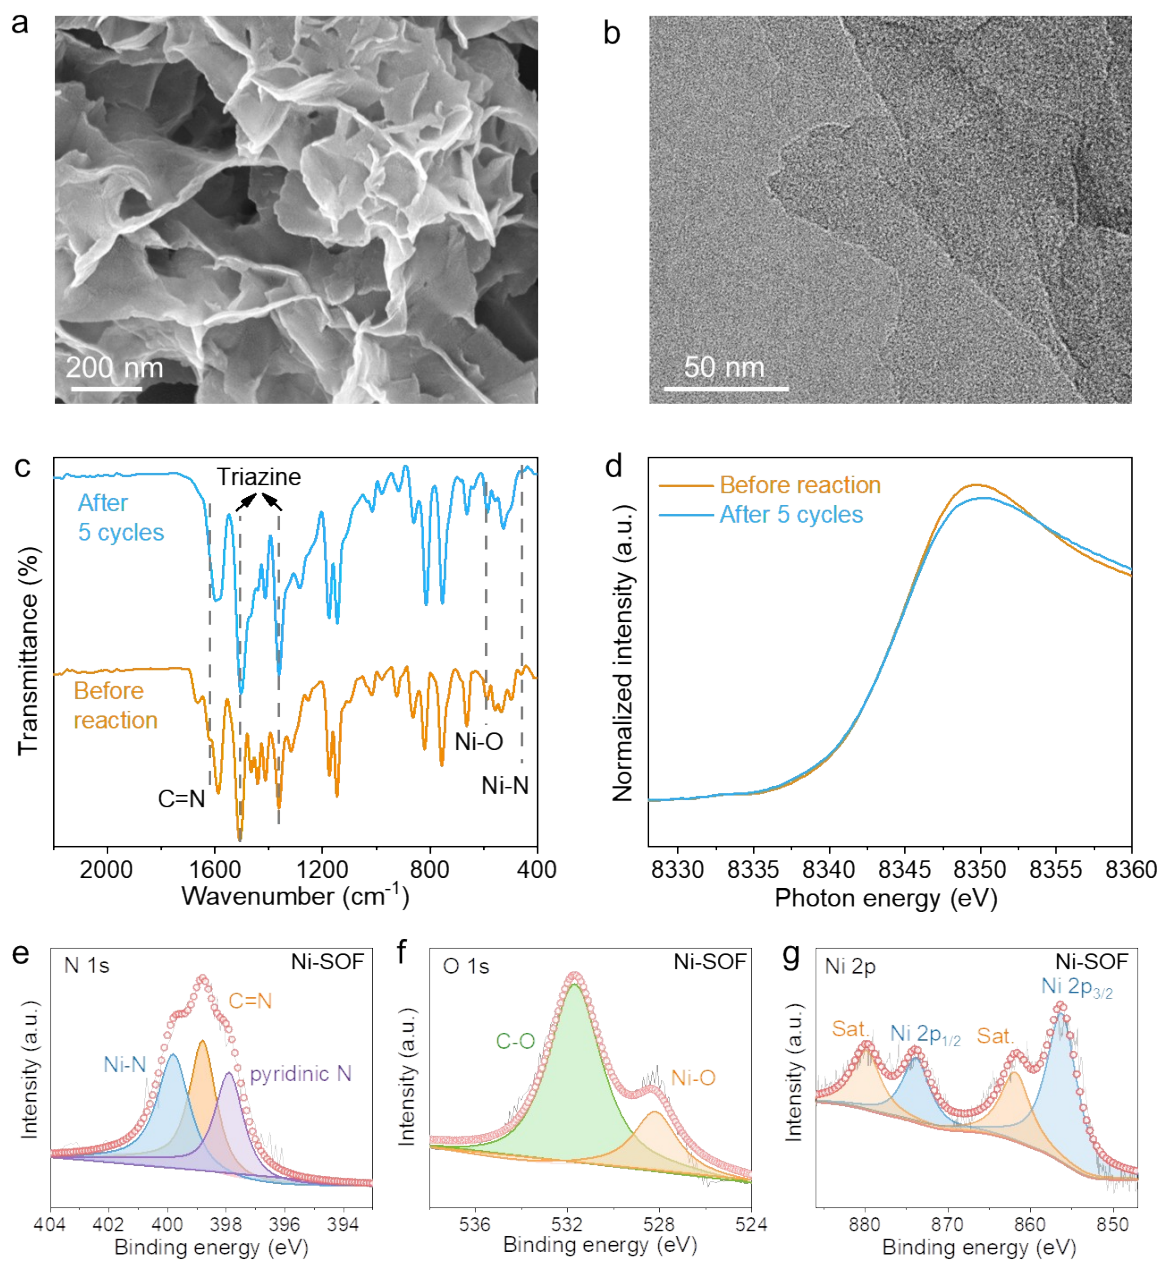 a
200 nm
b
50 nm
c
Transmittance (%)
After
5 cycles
Triazine
Before
reaction
C=N
Ni-O
Ni-N
2000 1600 1200 800 400
Wavenumber (cm-1)
d
Normalized intensity (a.u.)
Before reaction
After 5 cycles
8330 8335 8340 8345 8350 8355 8360
Photon energy (eV)
e
Intensity (a.u.)
N 1s
Ni-SOF
C=N
Ni-N
pyridinic N
404 402 400 398 396 394
Binding energy (eV)
f
Intensity (a.u.)
O 1s
Ni-SOF
C-O
Ni-O
536 532 528 524
Binding energy (eV)
g
Intensity (a.u.)
Ni 2p
Ni-SOF
Ni 2p3/2
Sat.
Ni 2p1/2
Sat.
880 870 860 850
Binding energy (eV)